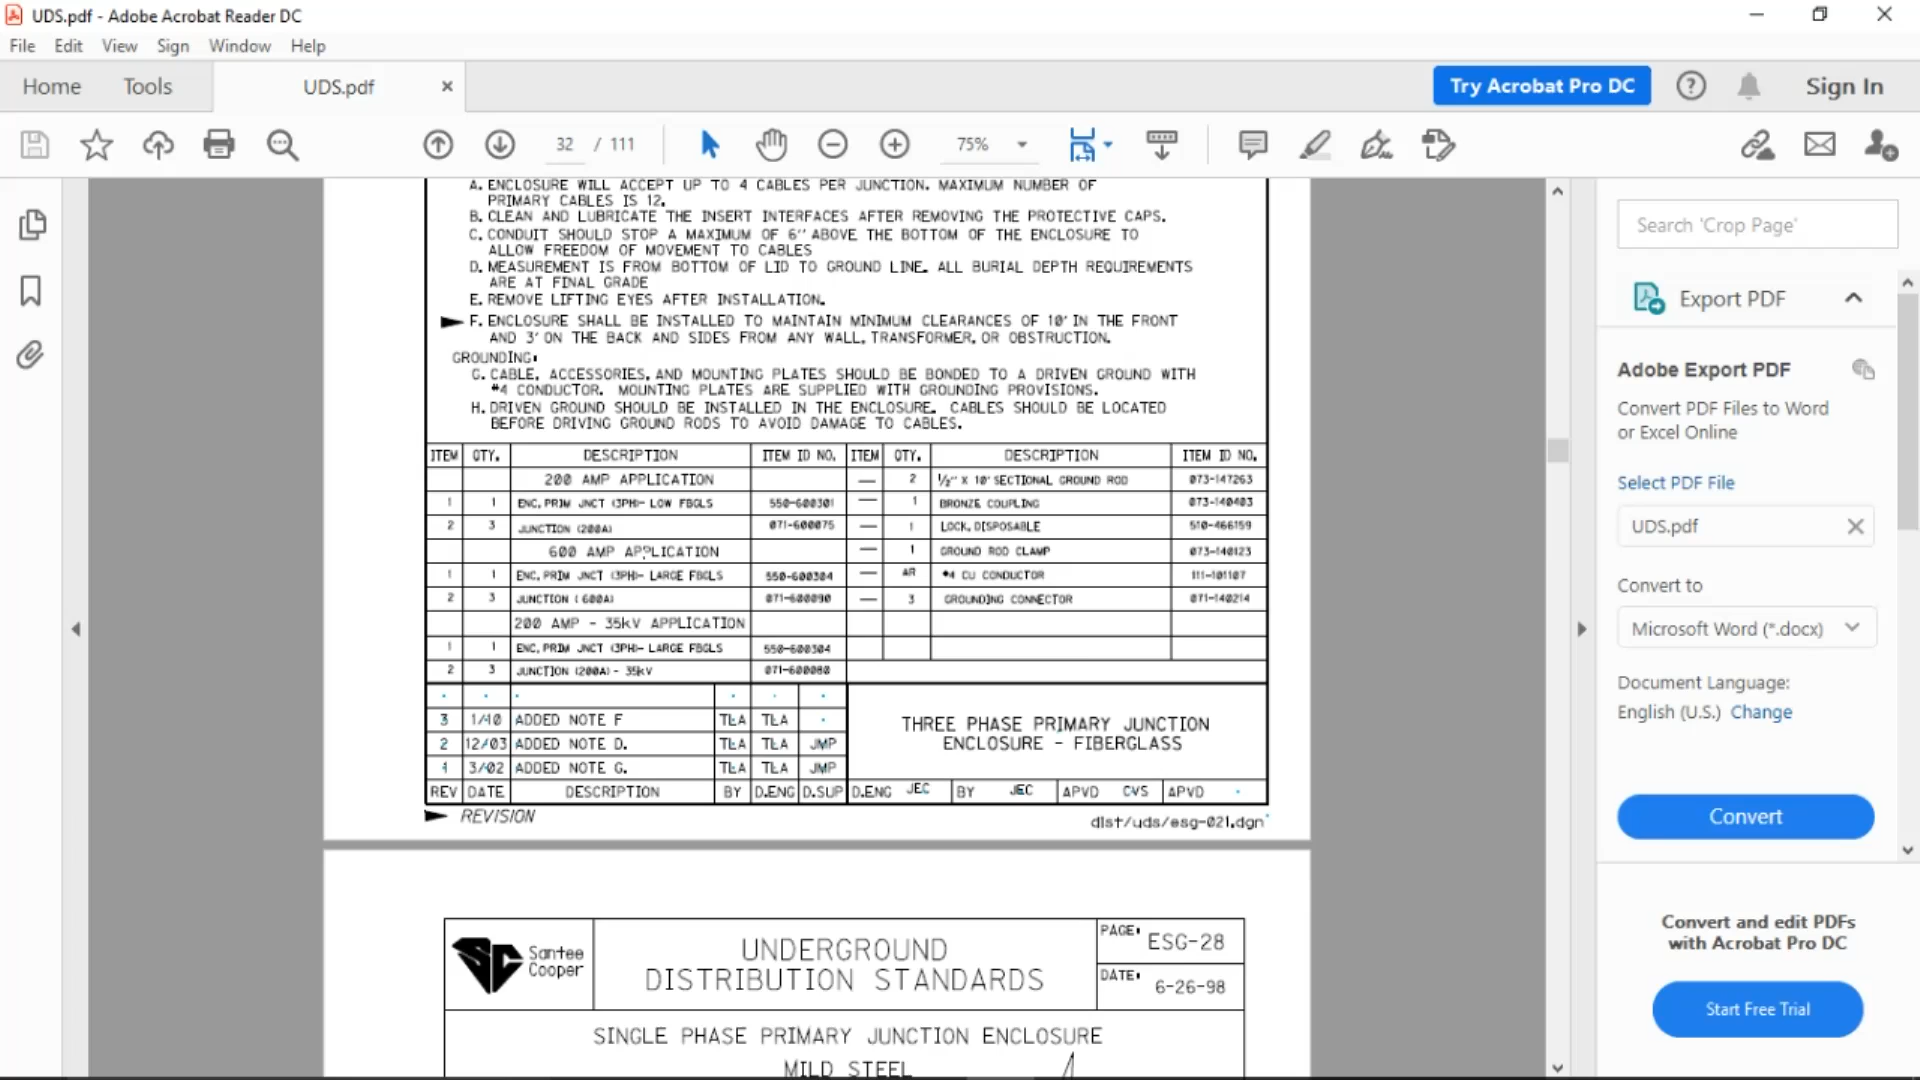 UDS.pdf - Adobe Acrobat Reader DC
File Edit View Sign Window Help
Home Tools UDS.pdf Try Acrobat Pro DC Sign In
32 / 111 75%
A. ENCLOSURE WILL ACCEPT UP TO 4 CABLES PER JUNCTION. MAXIMUM NUMBER OF
PRIMARY CABLES IS 12.
B. CLEAN AND LUBRICATE THE INSERT INTERFACES AFTER REMOVING THE PROTECTIVE CAPS.
C. CONDUIT SHOULD STOP A MAXIMUM OF 6'' ABOVE THE BOTTOM OF THE ENCLOSURE TO
ALLOW FREEDOM OF MOVEMENT TO CABLES
D. MEASUREMENT IS FROM BOTTOM OF LID TO GROUND LINE. ALL BURIAL DEPTH REQUIREMENTS
ARE AT FINAL GRADE
E. REMOVE LIFTING EYES AFTER INSTALLATION.
F. ENCLOSURE SHALL BE INSTALLED TO MAINTAIN MINIMUM CLEARANCES OF 10' IN THE FRONT
AND 3' ON THE BACK AND SIDES FROM ANY WALL, TRANSFORMER, OR OBSTRUCTION.
GROUNDING:
G. CABLE, ACCESSORIES, AND MOUNTING PLATES SHOULD BE BONDED TO A DRIVEN GROUND WITH
#4 CONDUCTOR. MOUNTING PLATES ARE SUPPLIED WITH GROUNDING PROVISIONS.
H. DRIVEN GROUND SHOULD BE INSTALLED IN THE ENCLOSURE. CABLES SHOULD BE LOCATED
BEFORE DRIVING GROUND RODS TO AVOID DAMAGE TO CABLES.
ITEM QTY. DESCRIPTION ITEM ID NO. ITEM QTY. DESCRIPTION ITEM ID NO.
200 AMP APPLICATION — 2 1/2'' X 10' SECTIONAL GROUND ROD 073-147263
1 1 ENC, PRIM JNCT (3PH)- LOW FBGLS 550-600301 — 1 BRONZE COUPLING 073-140403
2 3 JUNCTION (200A) 071-600075 — 1 LOCK, DISPOSABLE 510-466159
600 AMP APPLICATION — 1 GROUND ROD CLAMP 073-140123
1 1 ENC, PRIM JNCT (3PH)- LARGE FBGLS 550-600304 — AR #4 CU CONDUCTOR 111-101107
2 3 JUNCTION (600A) 071-600090 — 3 GROUNDING CONNECTOR 071-140214
200 AMP - 35kV APPLICATION
1 1 ENC, PRIM JNCT (3PH)- LARGE FBGLS 550-600304
2 3 JUNCTION (200A) - 35kV 071-600080
3 1/10 ADDED NOTE F TLA TLA
2 12/03 ADDED NOTE D. TLA TLA JMP
1 3/02 ADDED NOTE G. TLA TLA JMP
REV DATE DESCRIPTION BY D.ENG D.SUP
THREE PHASE PRIMARY JUNCTION
ENCLOSURE - FIBERGLASS
D.ENG JEC BY JEC APVD CVS APVD
REVISION
dist/uds/esg-021.dgn
Santee
Cooper
UNDERGROUND
DISTRIBUTION STANDARDS
PAGE: ESG-28
DATE: 6-26-98
SINGLE PHASE PRIMARY JUNCTION ENCLOSURE
MILD STEEL
Search 'Crop Page'
Export PDF
Adobe Export PDF
Convert PDF Files to Word
or Excel Online
Select PDF File
UDS.pdf
Convert to
Microsoft Word (*.docx)
Document Language:
English (U.S.) Change
Convert
Convert and edit PDFs
with Acrobat Pro DC
Start Free Trial